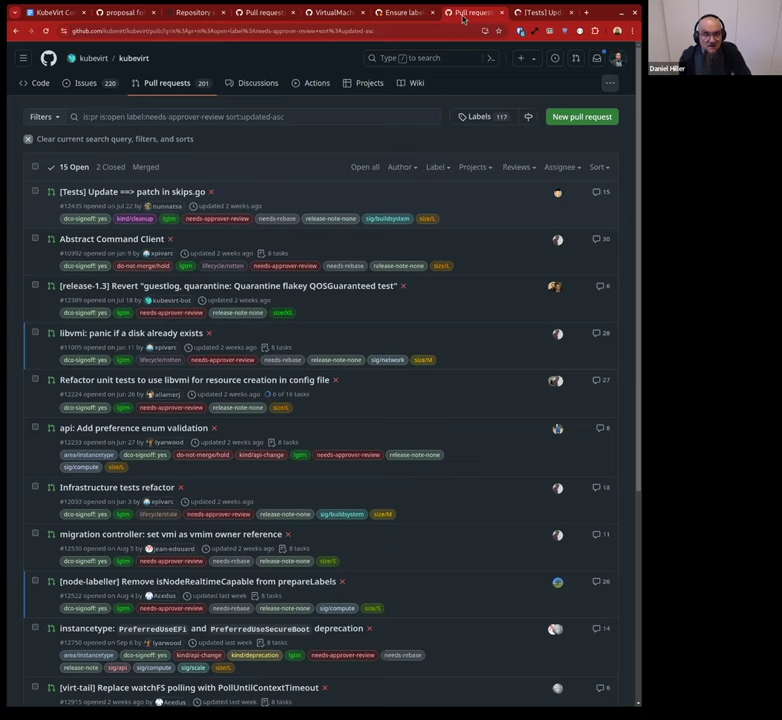 KubeVirt Con
proposal for
Repository s
Pull request
VirtualMach
Ensure label
Pull request
[Tests] Upd
github.com/kubevirt/kubevirt/pulls?q=is%3Apr+is%3Aopen+label%3Aneeds-approver-review+sort%3Aupdated-asc
kubevirt / kubevirt
Type / to search
Code
Issues 220
Pull requests 201
Discussions
Actions
Projects
Wiki
Filters
is:pr is:open label:needs-approver-review sort:updated-asc
Labels 117
New pull request
Clear current search query, filters, and sorts
15 Open 2 Closed Merged
Open all Author Label Projects Reviews Assignee Sort
[Tests] Update ==> patch in skips.go
15
#12435 opened on Jul 22 by nunnatsa updated 2 weeks ago
dco-signoff: yes kind/cleanup lgtm needs-approver-review needs-rebase release-note-none sig/buildsystem size/L
Abstract Command Client
30
#10992 opened on Jan 9 by xpivarc updated 2 weeks ago 8 tasks
dco-signoff: yes do-not-merge/hold lgtm lifecycle/rotten needs-approver-review needs-rebase release-note-none size/L
[release-1.3] Revert "guestlog, quarantine: Quarantine flakey QOSGuaranteed test"
6
#12389 opened on Jul 18 by kubevirt-bot updated 2 weeks ago
dco-signoff: yes lgtm needs-approver-review release-note-none size/XS
libvmi: panic if a disk already exists
28
#11005 opened on Jan 11 by xpivarc updated 2 weeks ago 8 tasks
dco-signoff: yes lgtm lifecycle/rotten needs-approver-review needs-rebase release-note-none sig/network size/M
Refactor unit tests to use libvmi for resource creation in config file
27
#12224 opened on Jun 26 by aliamerj updated 2 weeks ago 6 of 16 tasks
dco-signoff: yes lgtm needs-approver-review release-note-none size/L
api: Add preference enum validation
8
#12233 opened on Jun 27 by lyarwood updated 2 weeks ago 8 tasks
area/instancetype dco-signoff: yes do-not-merge/hold kind/api-change lgtm needs-approver-review release-note-none
sig/compute size/L
Infrastructure tests refactor
18
#12033 opened on Jun 3 by xpivarc updated 2 weeks ago
dco-signoff: yes lgtm lifecycle/stale needs-approver-review release-note-none sig/buildsystem size/M
migration controller: set vmi as vmim owner reference
11
#12530 opened on Aug 5 by jean-edouard updated 2 weeks ago 8 tasks
dco-signoff: yes lgtm needs-approver-review needs-rebase release-note-none size/S
[node-labeller] Remove isNodeRealtimeCapable from prepareLabels
26
#12522 opened on Aug 4 by Acedus updated last week 8 tasks
dco-signoff: yes lgtm needs-approver-review needs-rebase release-note-none sig/compute size/S
instancetype: PreferredUseEFi and PreferredUseSecureBoot deprecation
14
#12750 opened on Sep 6 by lyarwood updated last week 8 tasks
area/instancetype dco-signoff: yes kind/api-change kind/deprecation lgtm needs-approver-review needs-rebase
release-note sig/api sig/compute sig/scale size/L
[virt-tail] Replace watchFS polling with PollUntilContextTimeout
6
#12915 opened 2 weeks ago by Acedus updated last week 8 tasks
Daniel Hiller